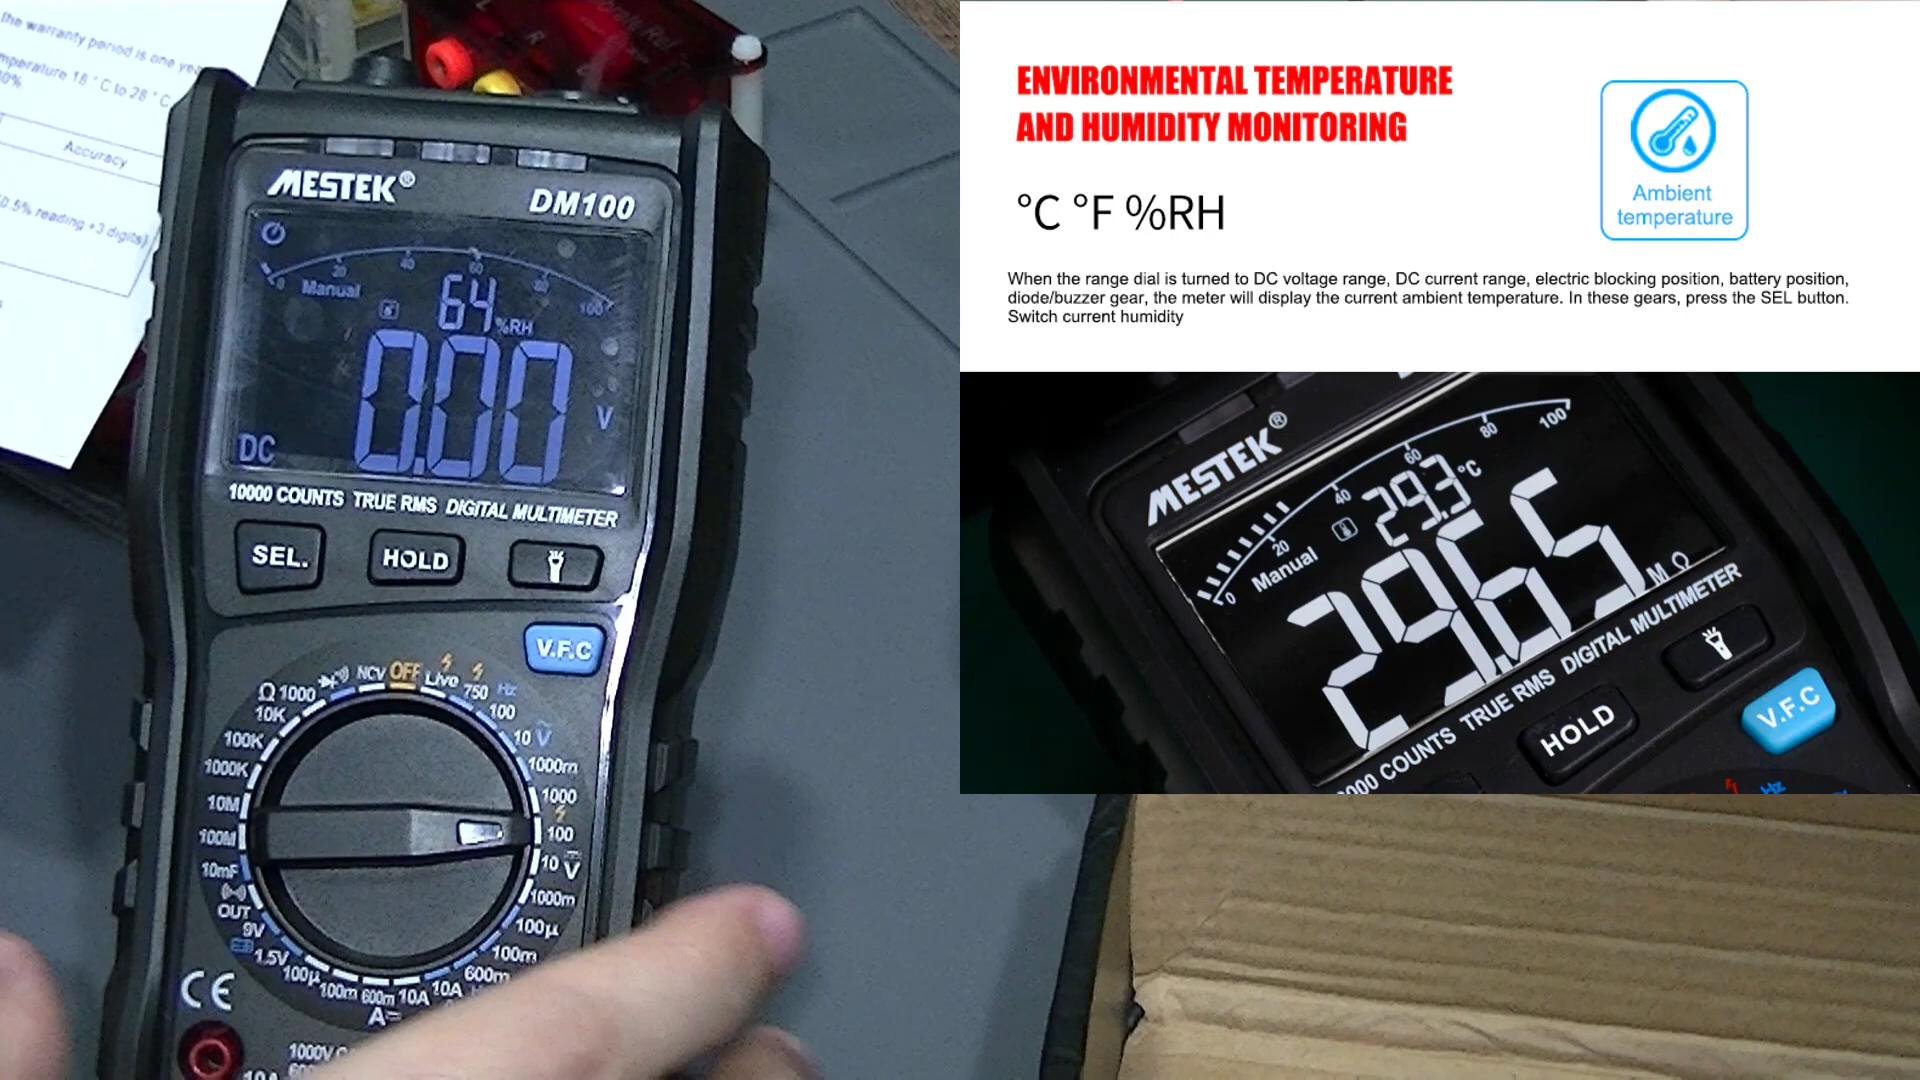 the warranty period is one year
mperature 18 ° C to 28 ° C
Accuracy
0.5% reading +3 digits)
L
R
MESTEK®
DM100
0 20 40 60 80 100
Manual
64 %RH
0.00
V
DC
10000 COUNTS TRUE RMS DIGITAL MULTIMETER
SEL.
HOLD
V.F.C
Ω 1000
NCV
OFF
Live
750
Hz
10K
100
100K
10 V
1000K
1000m
10M
1000
100M
100
10mF
10 V
1000m
OUT
100µ
9V
100m
1.5V
600m
100µ
100m
600m
10A
10A
A
CE
1000V
10A
ENVIRONMENTAL TEMPERATURE
AND HUMIDITY MONITORING
°C °F %RH
Ambient
temperature
When the range dial is turned to DC voltage range, DC current range, electric blocking position, battery position,
diode/buzzer gear, the meter will display the current ambient temperature. In these gears, press the SEL button.
Switch current humidity
MESTEK®
0 20 40 60 80 100
Manual
29.3 °C
29.65
MΩ
000 COUNTS TRUE RMS DIGITAL MULTIMETER
HOLD
V.F.C
Hz